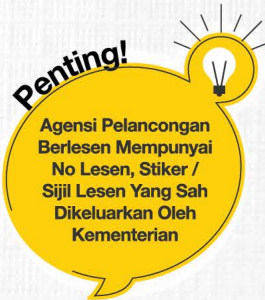 Penting!
Agensi Pelancongan
Berlesen Mempunyai
No Lesen, Stiker /
Sijil Lesen Yang Sah
Dikeluarkan Oleh
Kementerian